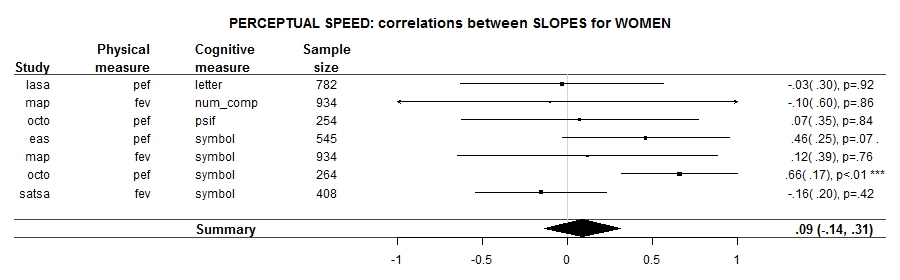 PERCEPTUAL SPEED: correlations between SLOPES for WOMEN
Physical Cognitive Sample
Study measure measure size
lasa pef letter 782 -.03( .30), p=.92
map fev num_comp 934 -.10( .60), p=.86
octo pef psif 254 .07( .35), p=.84
eas pef symbol 545 .46( .25), p=.07 .
map fev symbol 934 .12( .39), p=.76
octo pef symbol 264 .66( .17), p<.01 ***
satsa fev symbol 408 -.16( .20), p=.42
Summary .09 (-.14, .31)
-1 -0.5 0 0.5 1